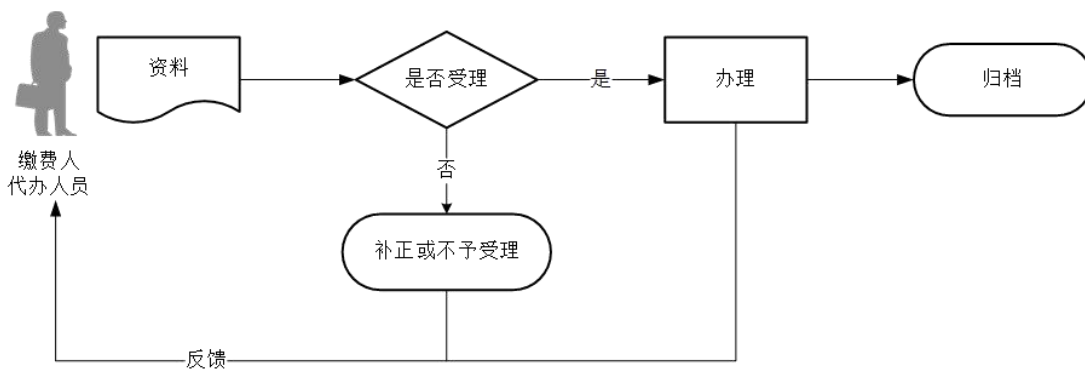 缴费人
代办人员
资料
是否受理
是
办理
归档
否
补正或不予受理
反馈